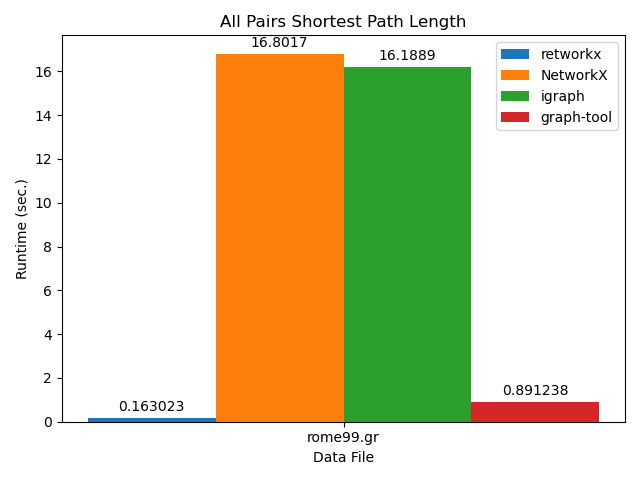 All Pairs Shortest Path Length
16.8017
16.1889
0.163023
0.891238
retworkx
NetworkX
igraph
graph-tool
Runtime (sec.)
16
14
12
10
8
6
4
2
0
rome99.gr
Data File